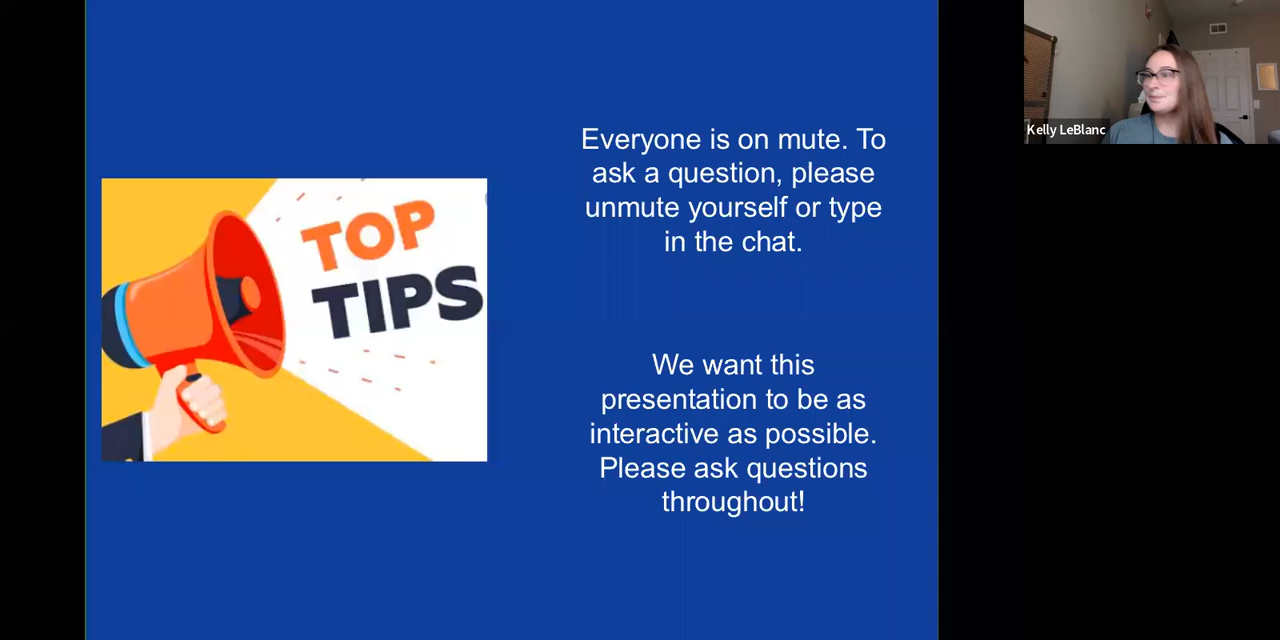 TOP
TIPS
Everyone is on mute. To
ask a question, please
unmute yourself or type
in the chat.
We want this
presentation to be as
interactive as possible.
Please ask questions
throughout!
Kelly LeBlanc